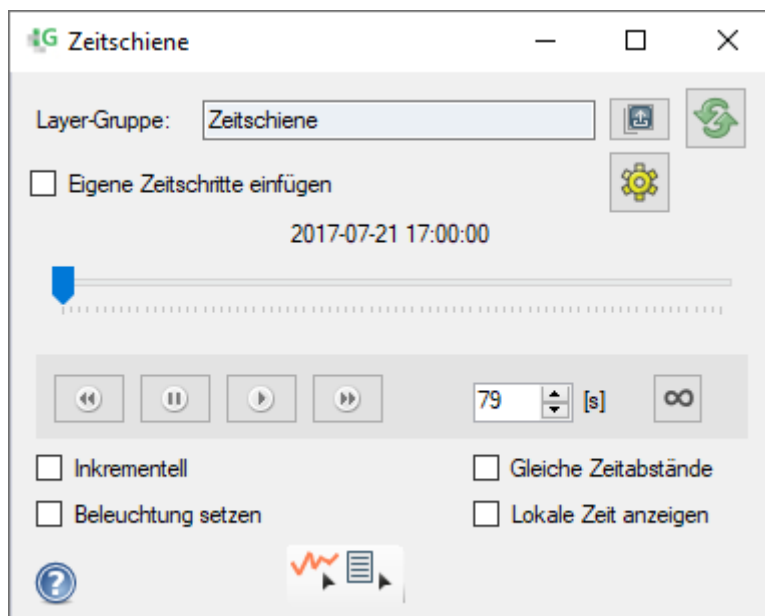 G Zeitschiene
Layer-Gruppe: Zeitschiene
Eigene Zeitschritte einfügen
2017-07-21 17:00:00
79 [s] ∞
Inkrementell Gleiche Zeitabstände
Beleuchtung setzen Lokale Zeit anzeigen
?